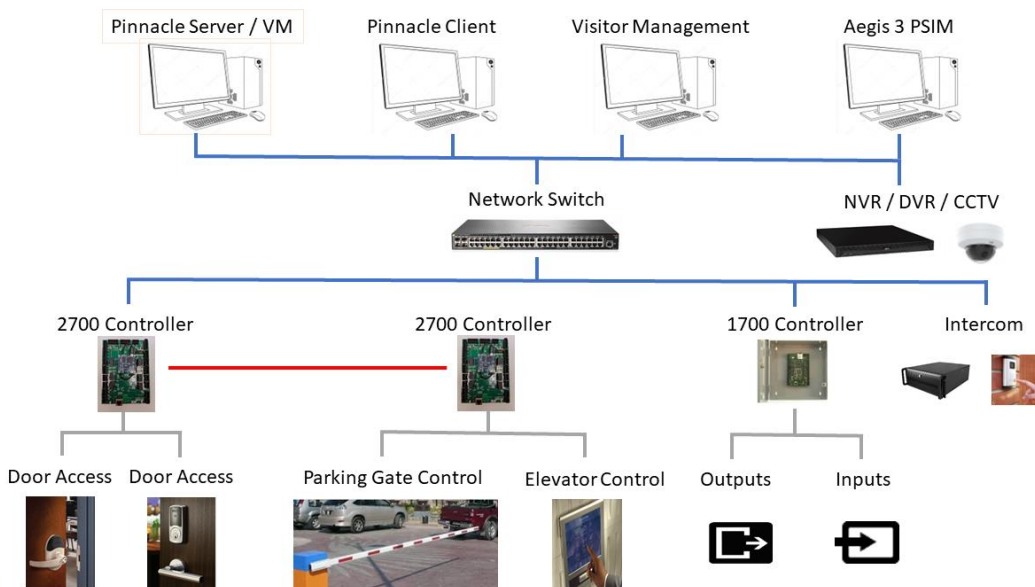 Pinnacle Server / VM
Pinnacle Client
Visitor Management
Aegis 3 PSIM
Network Switch
NVR / DVR / CCTV
2700 Controller
2700 Controller
1700 Controller
Intercom
Door Access
Door Access
Parking Gate Control
Elevator Control
Outputs
Inputs